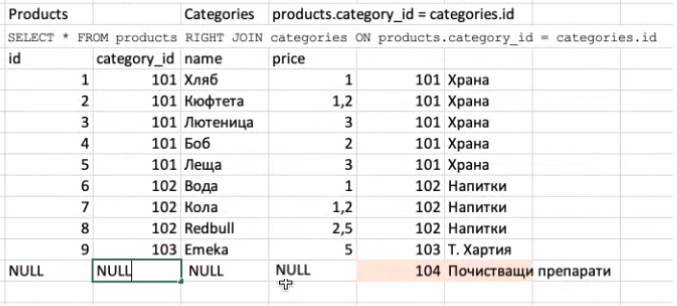 Products Categories products.category_id = categories.id
SELECT * FROM products RIGHT JOIN categories ON products.category_id = categories.id
id category_id name price
1 101 Хляб 1 101 Храна
2 101 Кюфтета 1,2 101 Храна
3 101 Лютеница 3 101 Храна
4 101 Боб 2 101 Храна
5 101 Леща 3 101 Храна
6 102 Вода 1 102 Напитки
7 102 Кола 1,2 102 Напитки
8 102 Redbull 2,5 102 Напитки
9 103 Emeka 5 103 Т. Хартия
NULL NULL NULL NULL 104 Почистващи препарати